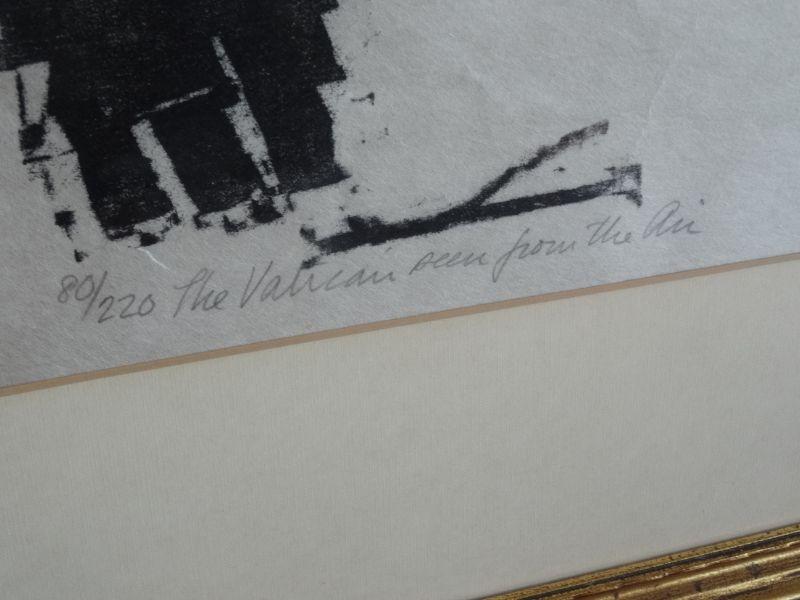 80/220 The Vatican seen from the Air